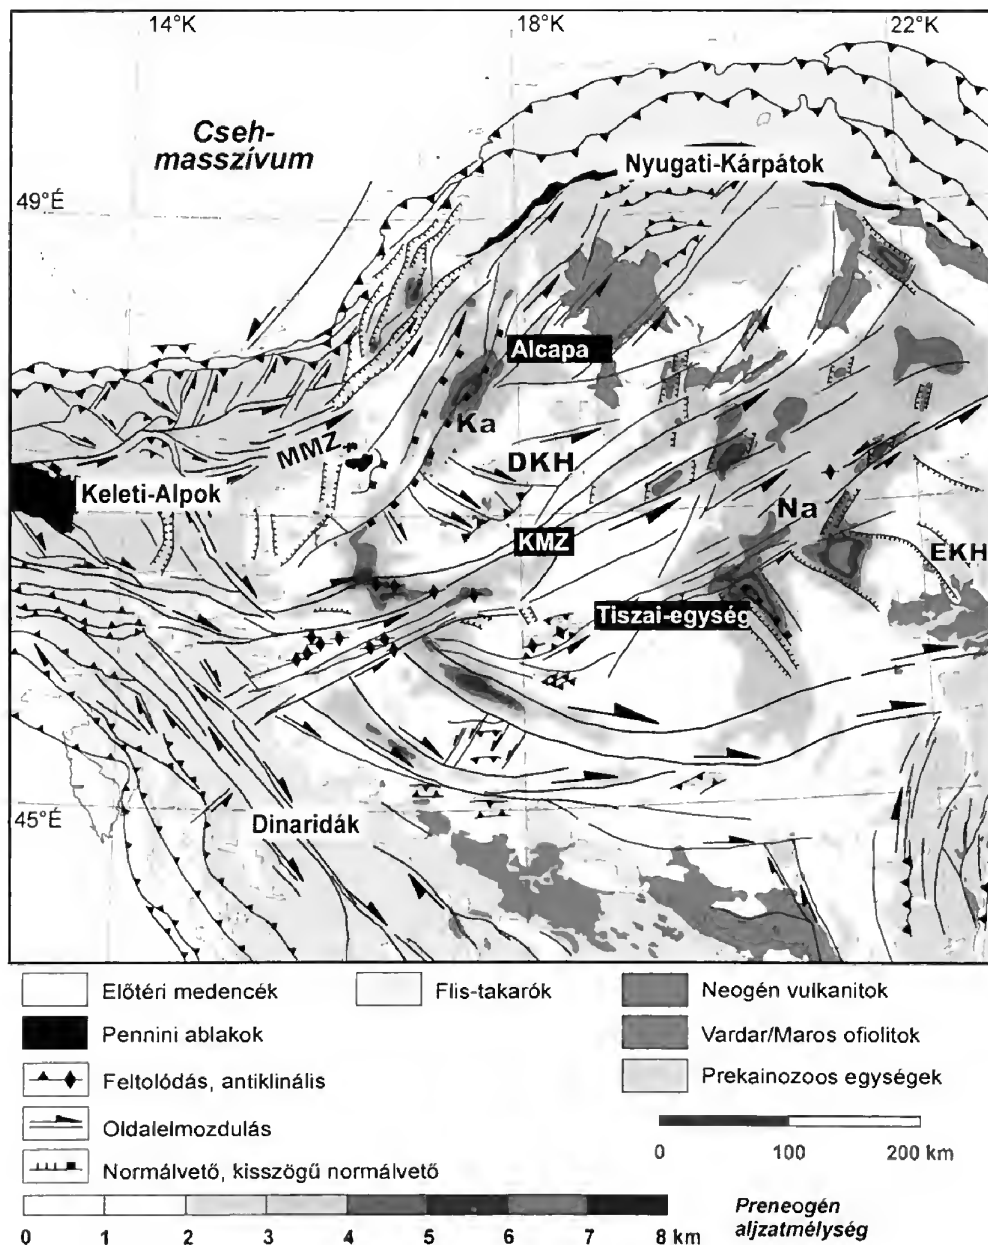 14°K 18°K 22°K
Cseh-
masszívum
Nyugati-Kárpátok
49°É
Alcapa
Ka
MMZ
DKH
Keleti-Alpok
Na
KMZ
EKH
Tiszai-egység
45°É
Dinaridák
Előtéri medencék
Flis-takarók
Neogén vulkanitok
Pennini ablakok
Vardar/Maros ofiolitok
Feltolódás, antiklinális
Prekainozoos egységek
Oldalelmozdulás
0 100 200 km
Normálvető, kisszögű normálvető
0 1 2 3 4 5 6 7 8 km
Preneogén
aljzatmélység